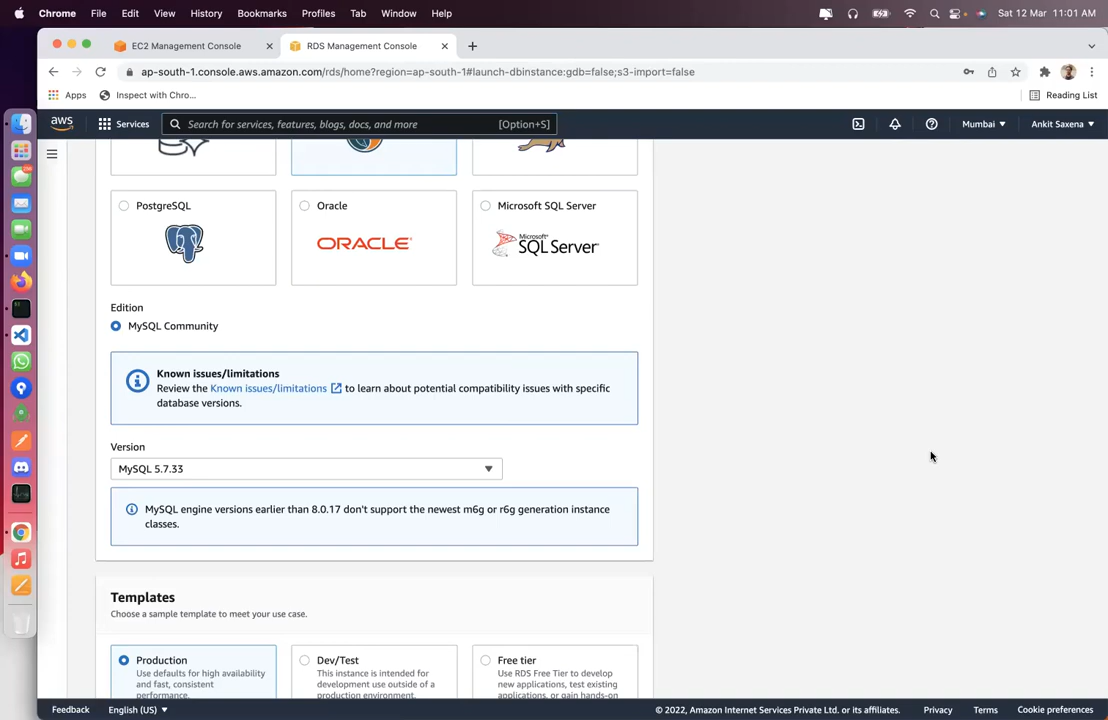 Chrome File Edit View History Bookmarks Profiles Tab Window Help Sat 12 Mar 11:01 AM
EC2 Management Console RDS Management Console
ap-south-1.console.aws.amazon.com/rds/home?region=ap-south-1#launch-dbinstance:gdb=false;s3-import=false
Apps Inspect with Chro... Reading List
aws Services Search for services, features, blogs, docs, and more [Option+S] Mumbai Ankit Saxena
PostgreSQL Oracle Microsoft SQL Server
ORACLE Microsoft SQL Server
Edition
MySQL Community
Known issues/limitations
Review the Known issues/limitations to learn about potential compatibility issues with specific
database versions.
Version
MySQL 5.7.33
MySQL engine versions earlier than 8.0.17 don't support the newest m6g or r6g generation instance
classes.
Templates
Choose a sample template to meet your use case.
Production Dev/Test Free tier
Use defaults for high availability This instance is intended for Use RDS Free Tier to develop
and fast, consistent development use outside of a new applications, test existing
performance. production environment. applications, or gain hands-on
Feedback English (US) © 2022, Amazon Internet Services Private Ltd. or its affiliates. Privacy Terms Cookie preferences